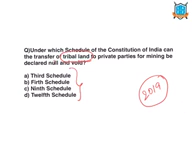 Q)Under which Schedule of the Constitution of India can
the transfer of tribal land to private parties for mining be
declared null and void?
a) Third Schedule
b) Firth Schedule
c) Ninth Schedule
d) Twelfth Schedule
2019